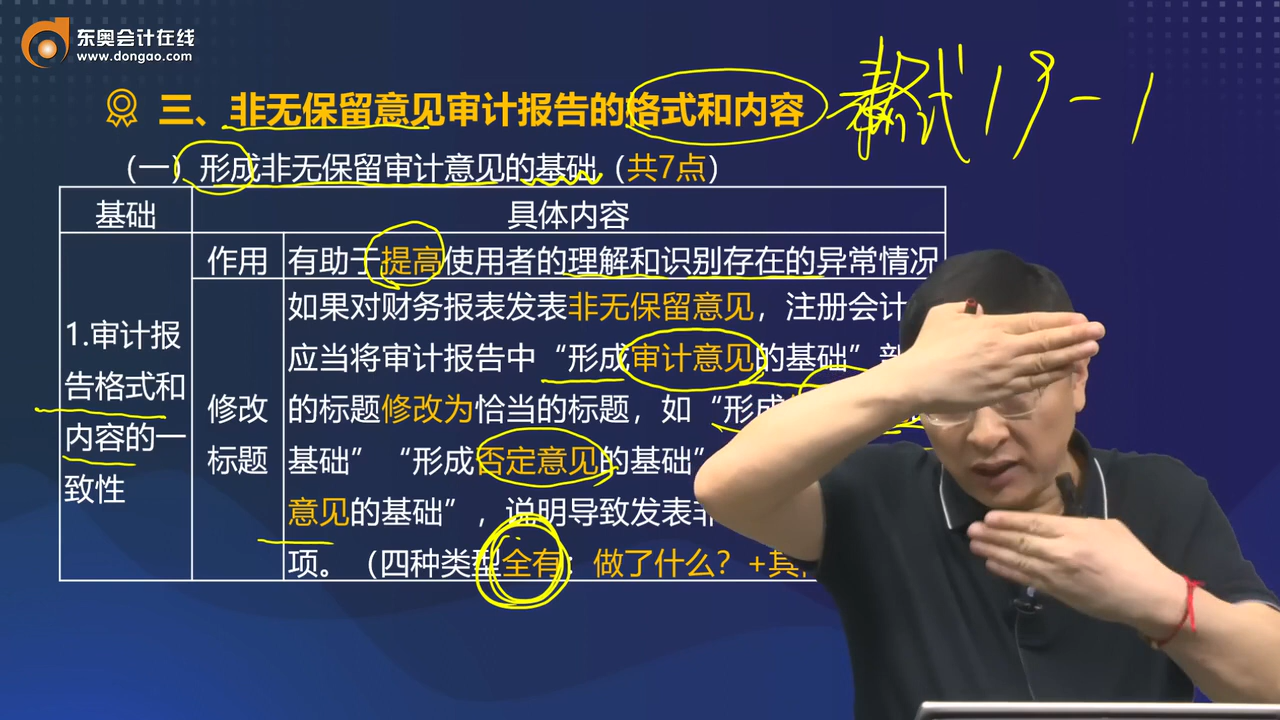 东奥会计在线
www.dongao.com
三、非无保留意见审计报告的格式和内容
19-1
（一）形成非无保留审计意见的基础（共7点）
基础
具体内容
1.审计报
告格式和
内容的一
致性
作用
有助于提高使用者的理解和识别存在的异常情况
修改
标题
如果对财务报表发表非无保留意见，注册会计
应当将审计报告中“形成审计意见的基础”部
的标题修改为恰当的标题，如“形成
基础”“形成否定意见的基础”
意见的基础”，说明导致发表非
项。（四种类型全有：做了什么？+其